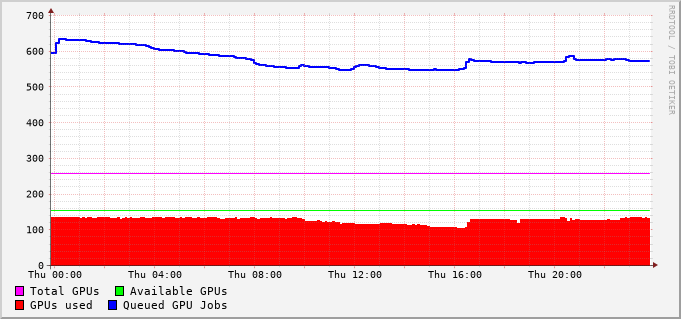 700
600
500
400
300
200
100
0
Thu 00:00 Thu 04:00 Thu 08:00 Thu 12:00 Thu 16:00 Thu 20:00
Total GPUs Available GPUs
GPUs used Queued GPU Jobs
RRDTOOL / TOBI OETIKER